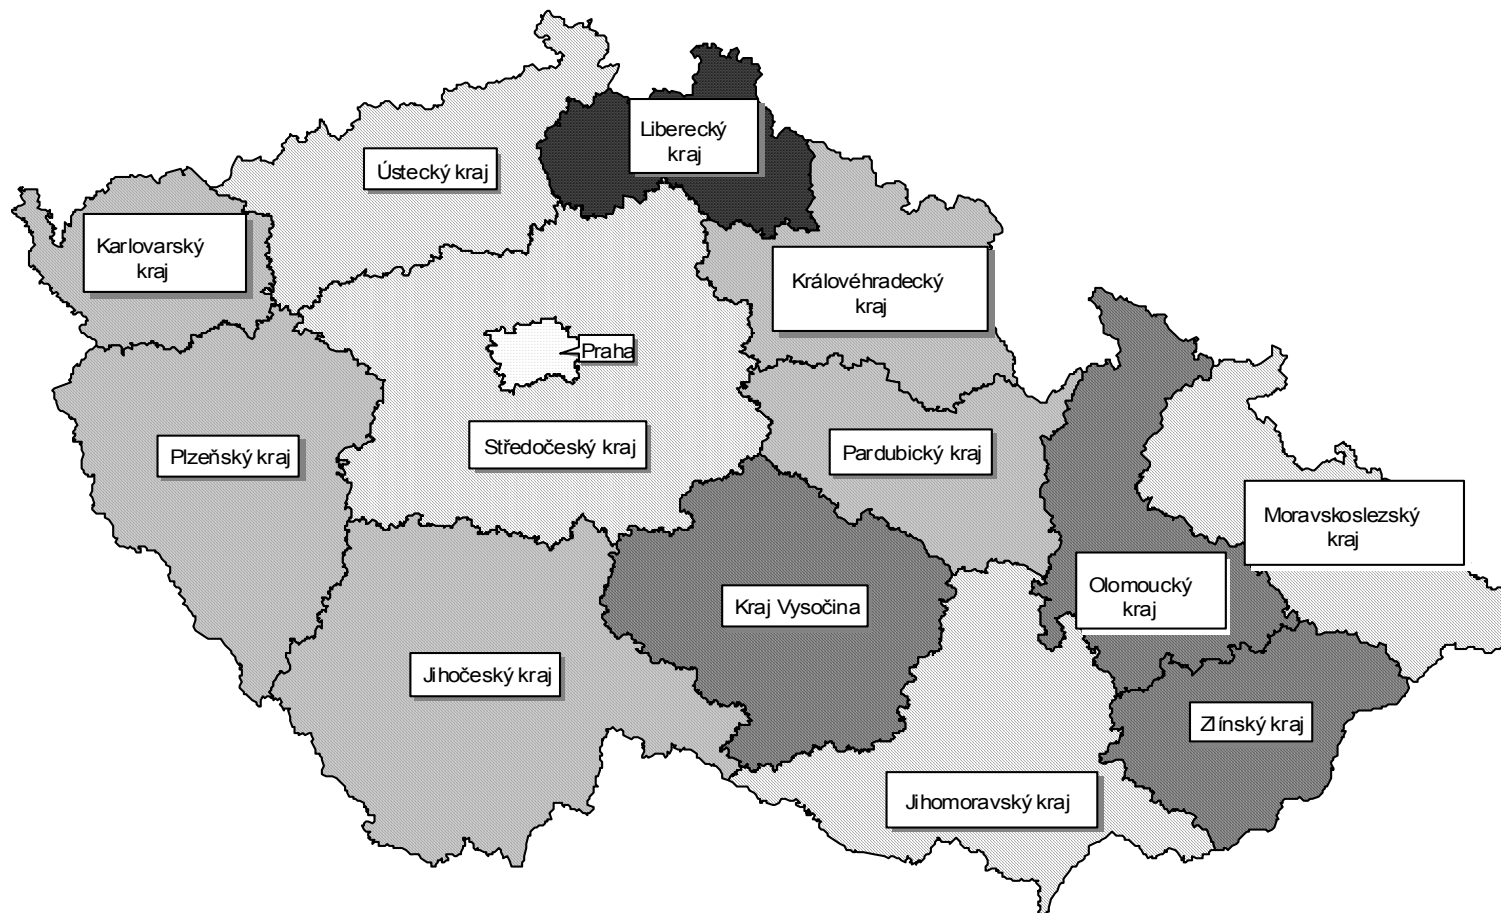 Liberecký
kraj
Ústecký kraj
Karlovarský
kraj
Královéhradecký
kraj
Praha
Plzeňský kraj
Středočeský kraj
Pardubický kraj
Moravskoslezský
kraj
Olomoucký
kraj
Kraj Vysočina
Jihočeský kraj
Zlínský kraj
Jihomoravský kraj